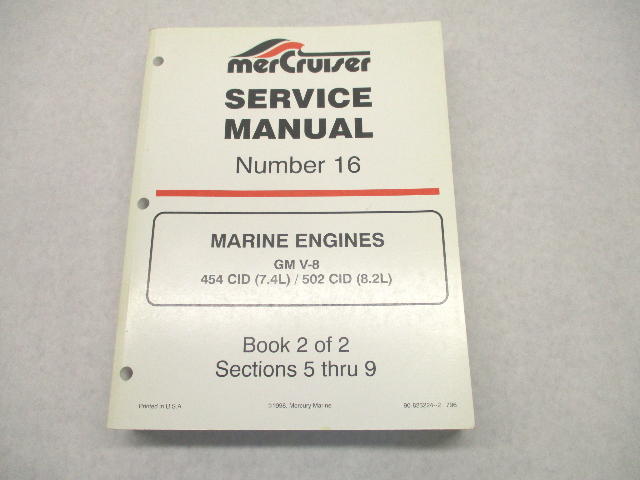 merCruiser
SERVICE
MANUAL
Number 16
MARINE ENGINES
GM V-8
454 CID (7.4L) / 502 CID (8.2L)
Book 2 of 2
Sections 5 thru 9
Printed in U.S.A.
Mercury Marine